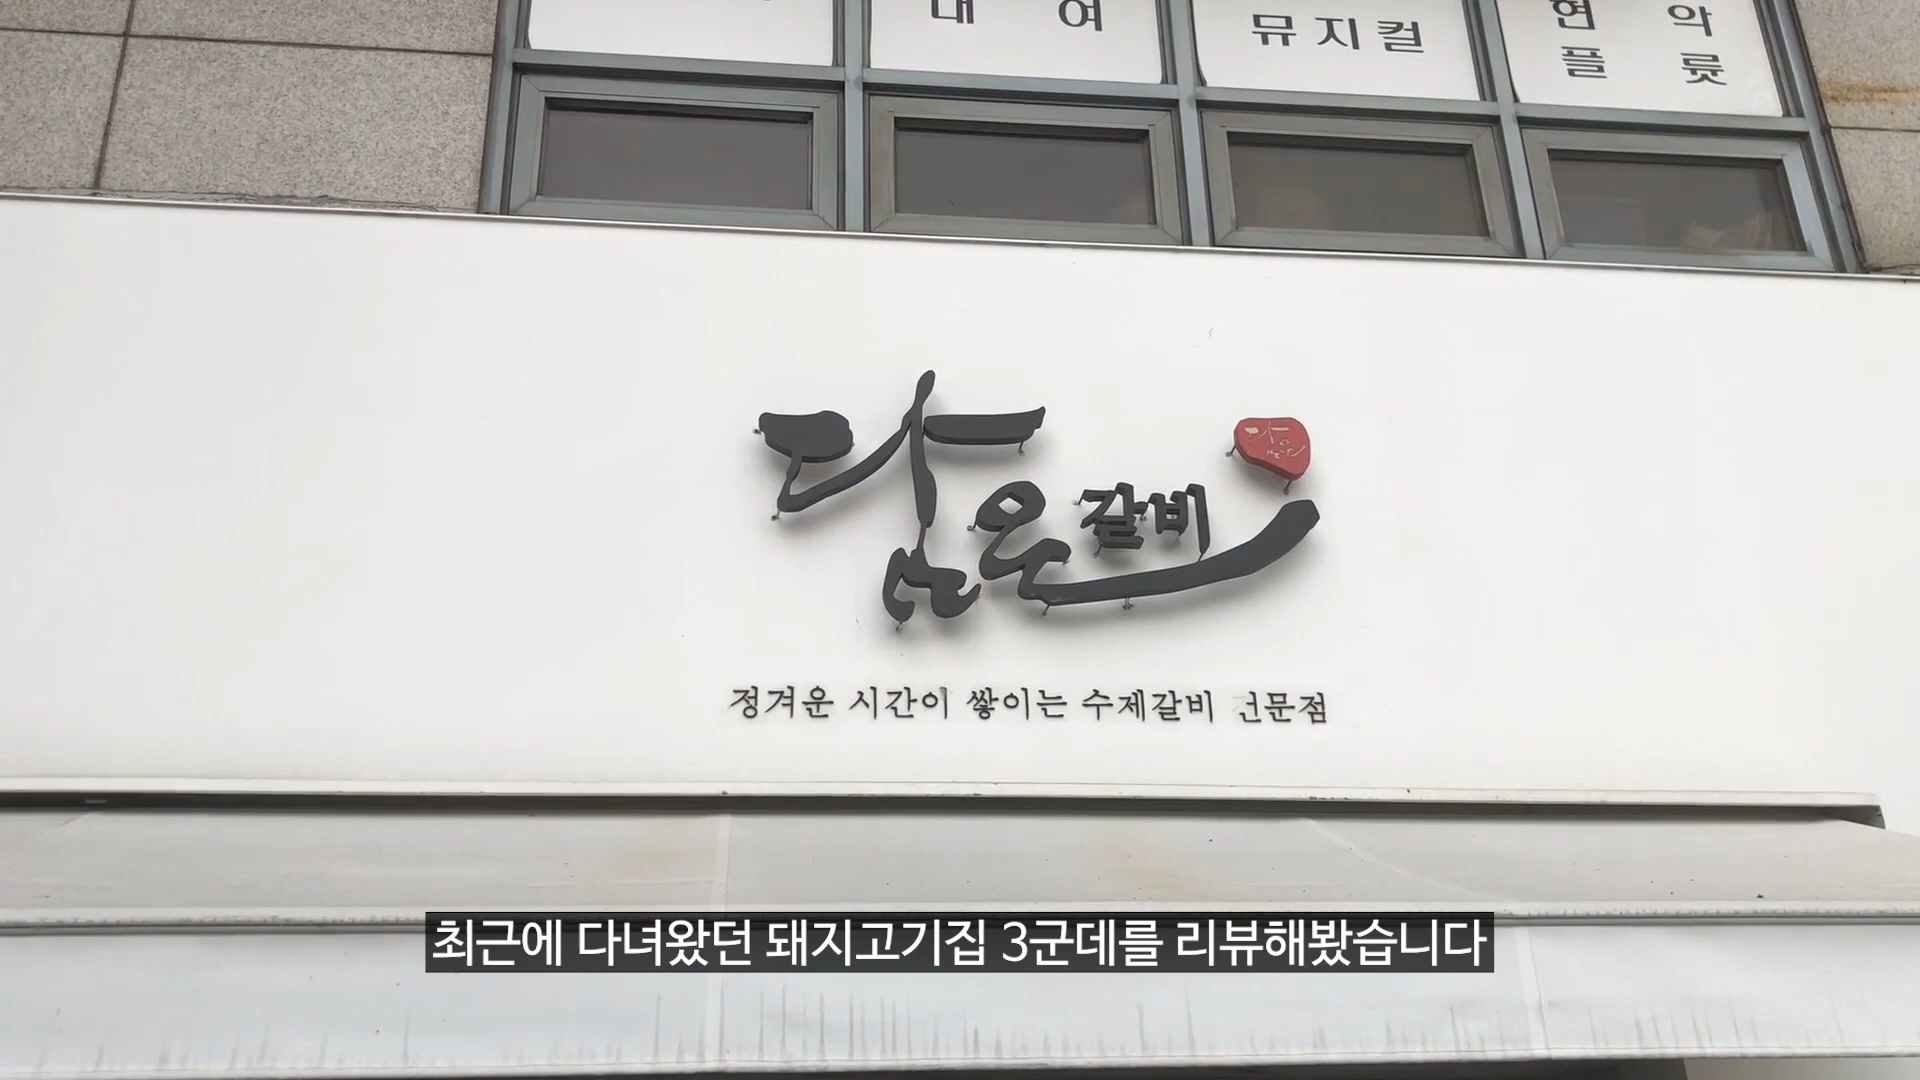 대 여
뮤지컬
현 악
플 룻
담은갈비
정겨운 시간이 쌓이는 수제갈비 전문점
최근에 다녀왔던 돼지고기집 3군데를 리뷰해봤습니다